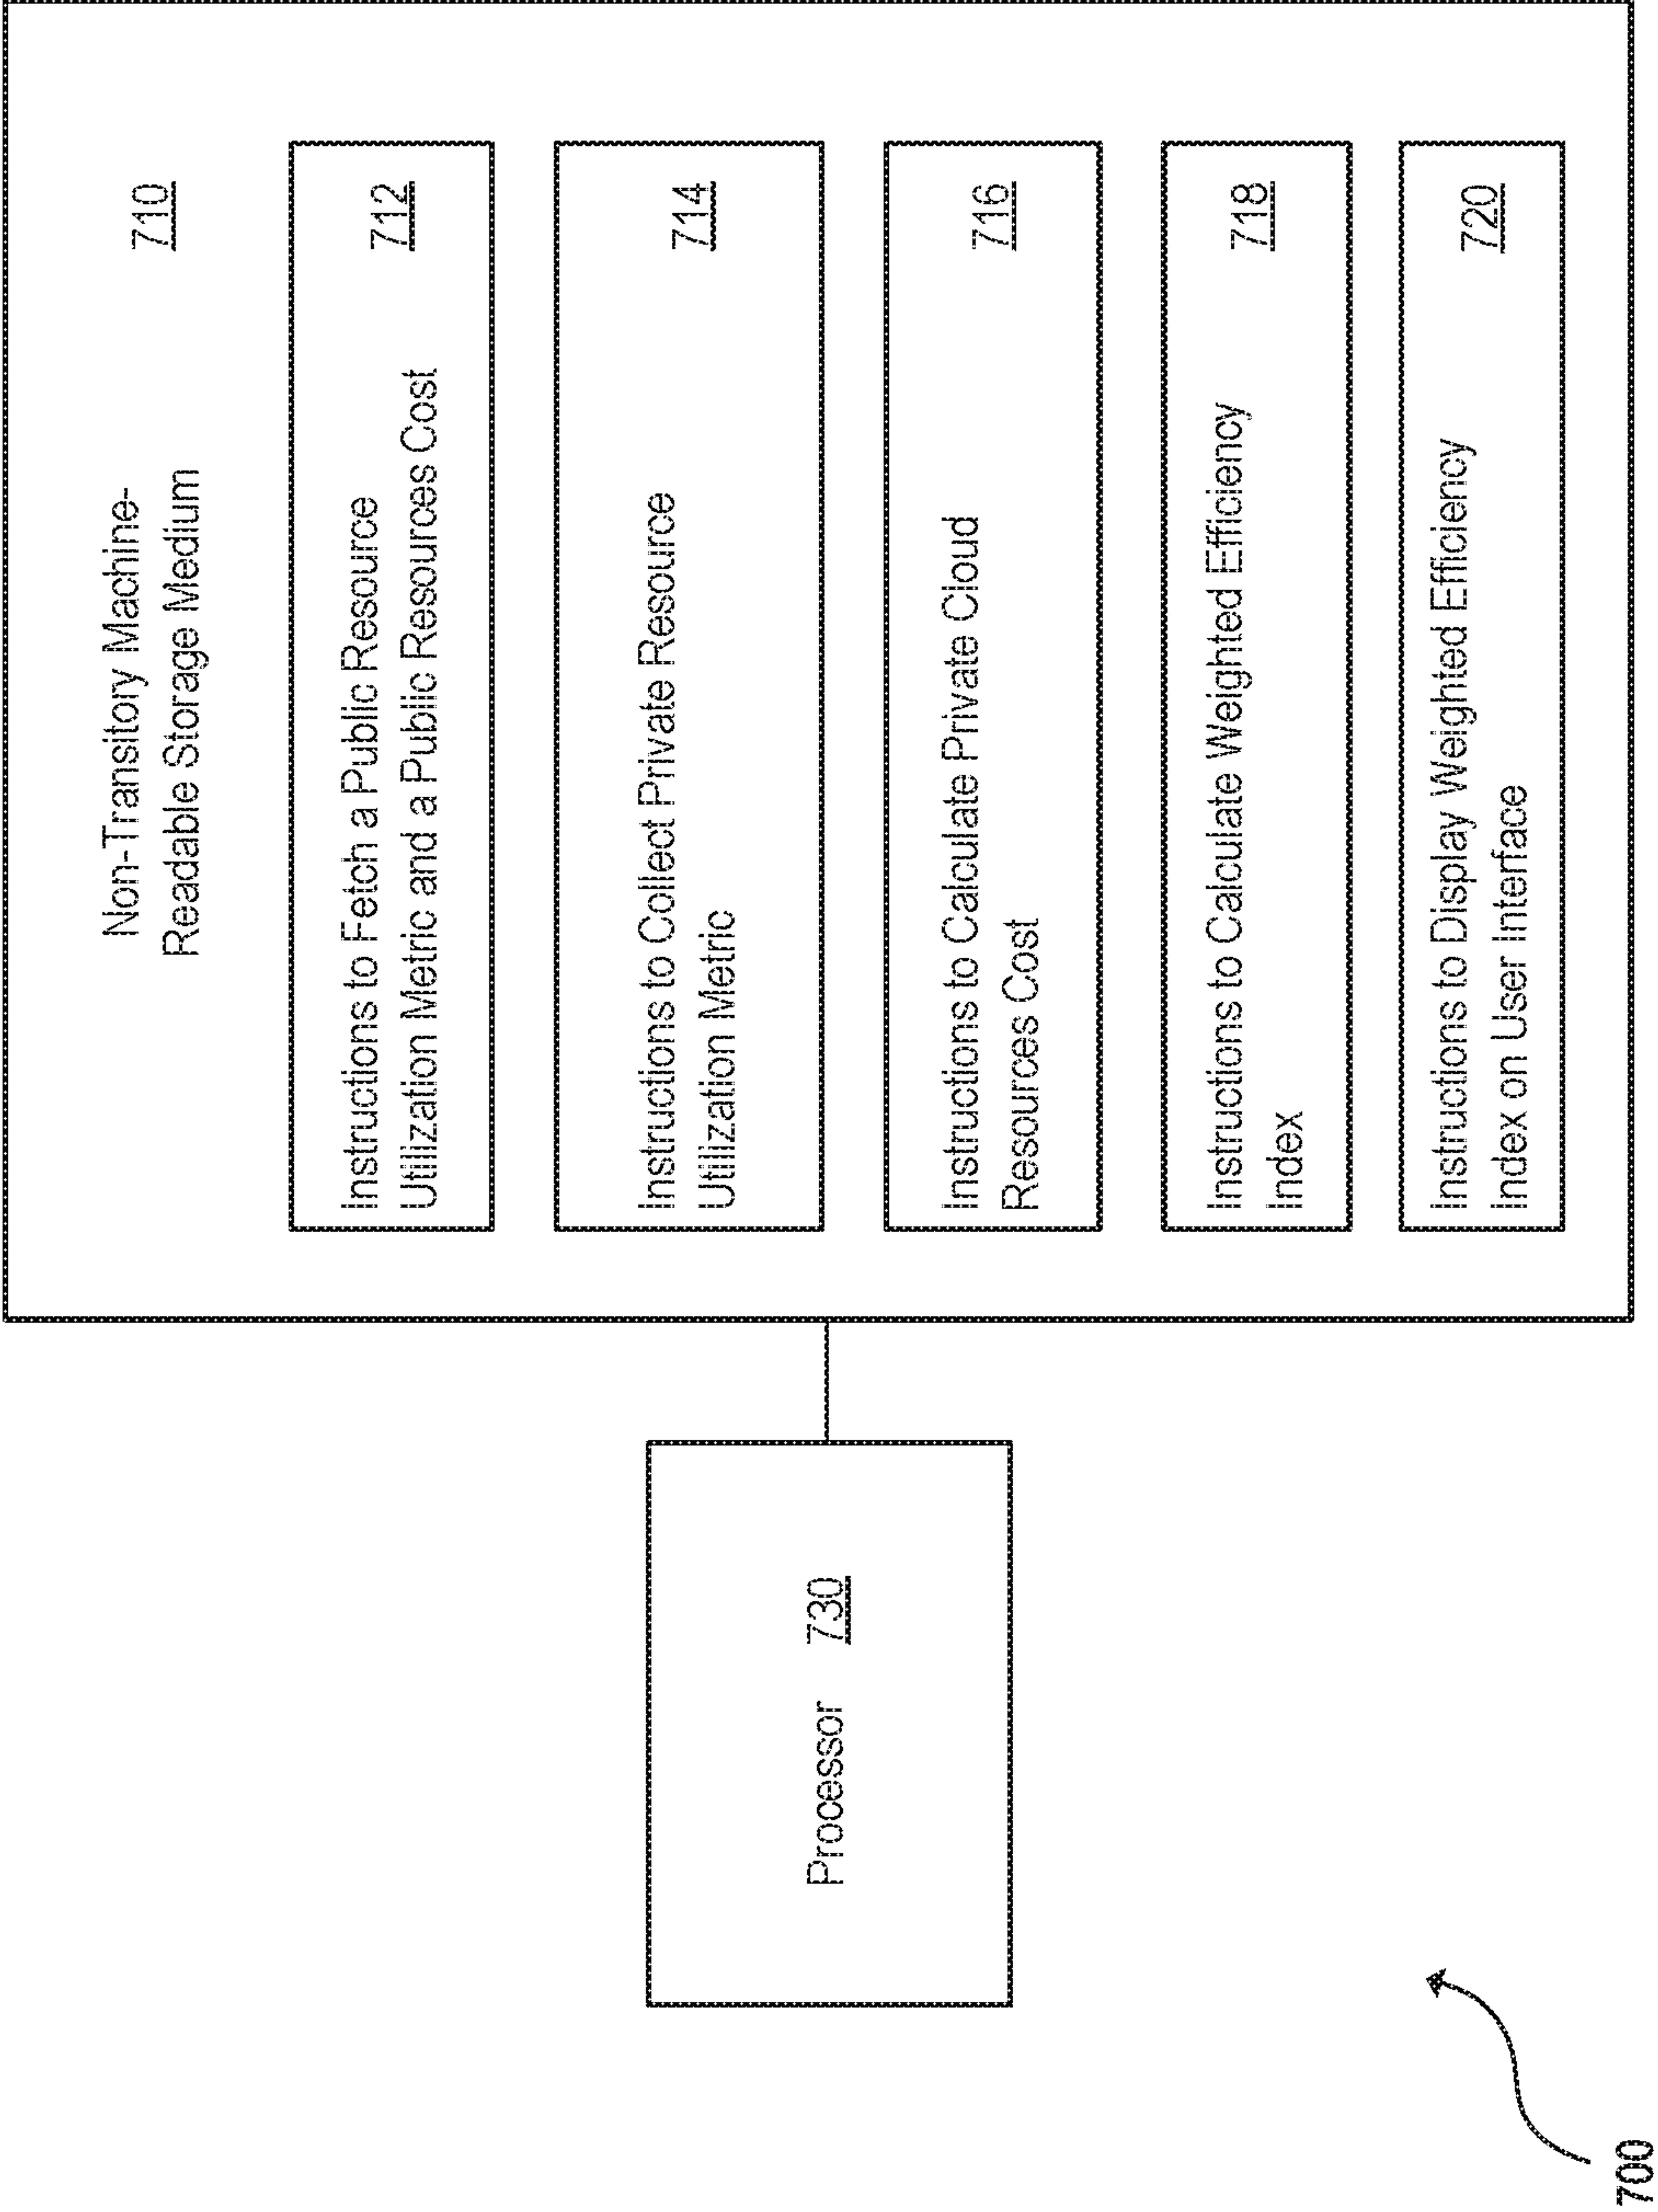 Non-Transitory Machine-
Readable Storage Medium
710
Instructions to Fetch a Public Resource
Utilization Metric and a Public Resources Cost
712
Instructions to Collect Private Resource
Utilization Metric
714
Instructions to Calculate Private Cloud
Resources Cost
716
Instructions to Calculate Weighted Efficiency
Index
718
Instructions to Display Weighted Efficiency
Index on User Interface
720
Processor 730
700